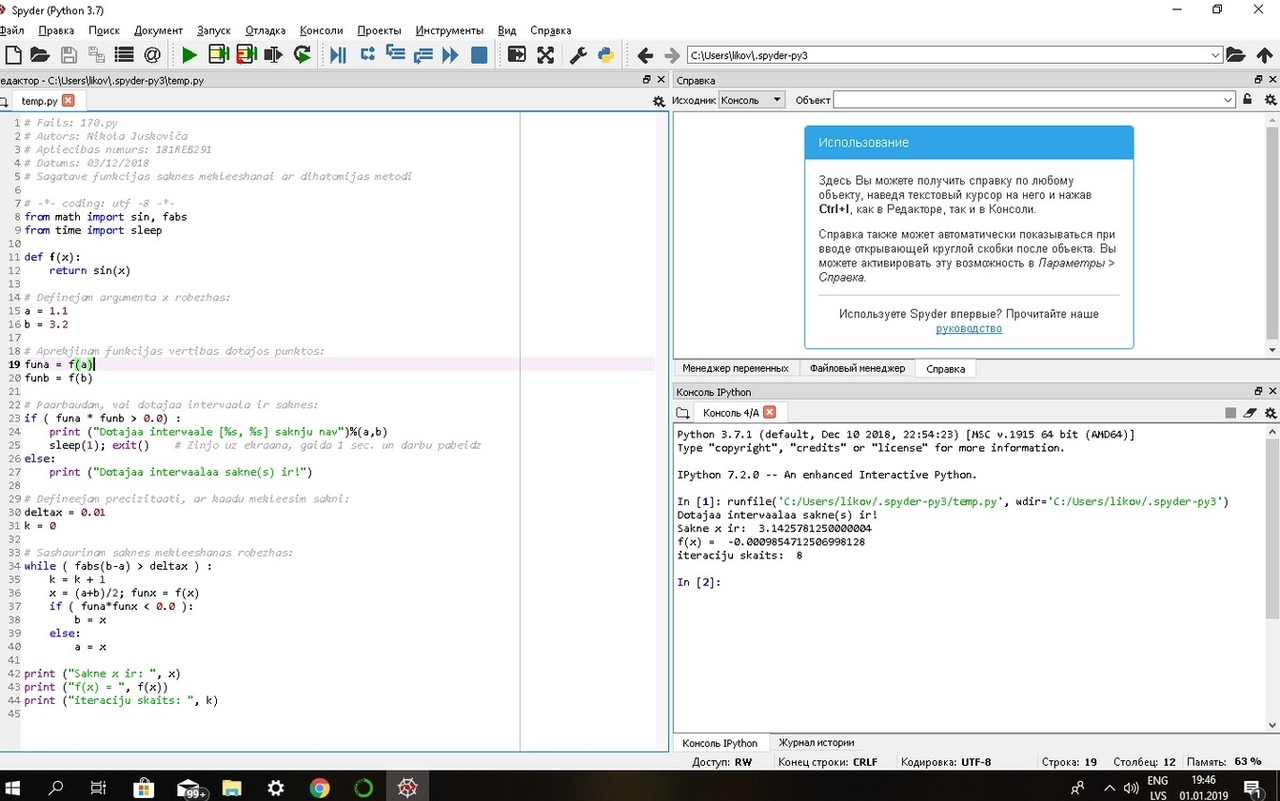 Spyder (Python 3.7)
Файл Правка Поиск Документ Запуск Отладка Консоли Проекты Инструменты Вид Справка
C:\Users\likov\.spyder-py3
едактор - C:\Users\likov\.spyder-py3\temp.py
temp.py
1 # Fails: 170.py
2 # Autors: Nikola Juskoviča
3 # Apliecibas numurs: 181REB291
4 # Datums: 03/12/2018
5 # Sagatave funkcijas saknes mekleeshanai ar dihatomijas metodi
6
7 # -*- coding: utf -8 -*-
8 from math import sin, fabs
9 from time import sleep
10
11 def f(x):
12     return sin(x)
13
14 # Definejam argumenta x robezhas:
15 a = 1.1
16 b = 3.2
17
18 # Aprekjinam funkcijas vertibas dotajos punktos:
19 funa = f(a)
20 funb = f(b)
21
22 # Paarbaudam, vai dotajaa intervaala ir saknes:
23 if ( funa * funb > 0.0) :
24     print ("Dotajaa intervaale [%s, %s] saknju nav")%(a,b)
25     sleep(1); exit()    # Zinjo uz ekraana, gaida 1 sec. un darbu pabeidz
26 else:
27     print ("Dotajaa intervaalaa sakne(s) ir!")
28
29 # Defineejam precizitaati, ar kaadu mekleesim sakni:
30 deltax = 0.01
31 k = 0
32
33 # Sashaurinam saknes mekleeshanas robezhas:
34 while ( fabs(b-a) > deltax ) :
35     k = k + 1
36     x = (a+b)/2; funx = f(x)
37     if ( funa*funx < 0.0 ):
38         b = x
39     else:
40         a = x
41
42 print ("Sakne x ir: ", x)
43 print ("f(x) = ", f(x))
44 print ("iteraciju skaits: ", k)
45
Справка
Исходник Консоль Объект
Использование
Здесь Вы можете получить справку по любому
объекту, наведя текстовый курсор на него и нажав
Ctrl+I, как в Редакторе, так и в Консоли.
Справка также может автоматически показываться при
вводе открывающей круглой скобки после объекта. Вы
можете активировать эту возможность в Параметры >
Справка.
Используете Spyder впервые? Прочитайте наше
руководство
Менеджер переменных Файловый менеджер Справка
Консоль IPython
Консоль 4/A
Python 3.7.1 (default, Dec 10 2018, 22:54:23) [MSC v.1915 64 bit (AMD64)]
Type "copyright", "credits" or "license" for more information.
IPython 7.2.0 -- An enhanced Interactive Python.
In [1]: runfile('C:/Users/likov/.spyder-py3/temp.py', wdir='C:/Users/likov/.spyder-py3')
Dotajaa intervaalaa sakne(s) ir!
Sakne x ir:  3.1425781250000004
f(x) =  -0.0009854712506998128
iteraciju skaits:  8
In [2]:
Консоль IPython Журнал истории
Доступ: RW Конец строки: CRLF Кодировка: UTF-8 Строка: 19 Столбец: 12 Память: 63 %
99+
ENG 19:46
LVS 01.01.2019
1